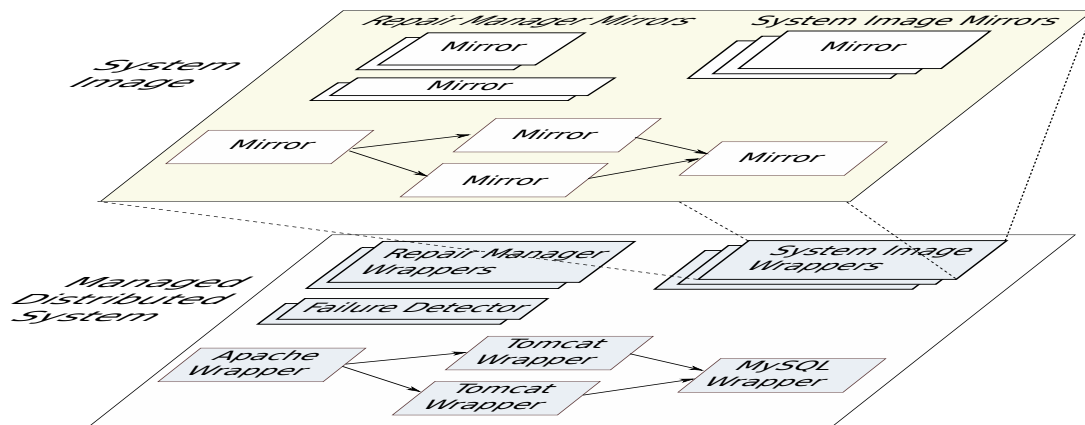 Repair Manager Mirrors
System Image Mirrors
Mirror
Mirror
System
Image
Mirror
Mirror
Mirror
Mirror
Mirror
Repair Manager
Wrappers
System Image
Wrappers
Managed
Distributed
System
Failure Detector
Apache
Wrapper
Tomcat
Wrapper
MySQL
Wrapper
Tomcat
Wrapper